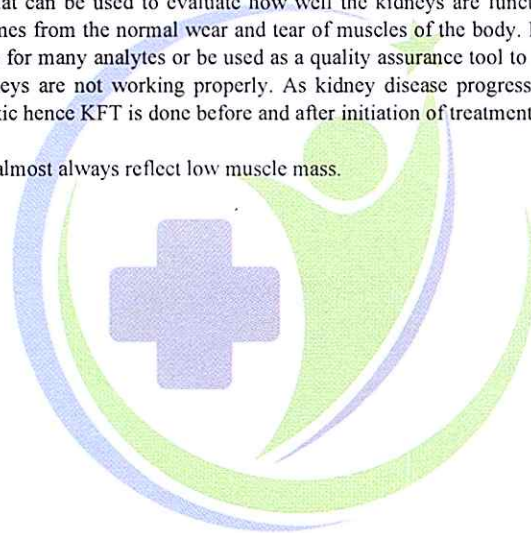 at can be used to evaluate how well the kidneys are func
nes from the normal wear and tear of muscles of the body.
for many analytes or be used as a quality assurance tool to
eys are not working properly. As kidney disease progress
ic hence KFT is done before and after initiation of treatment
almost always reflect low muscle mass.